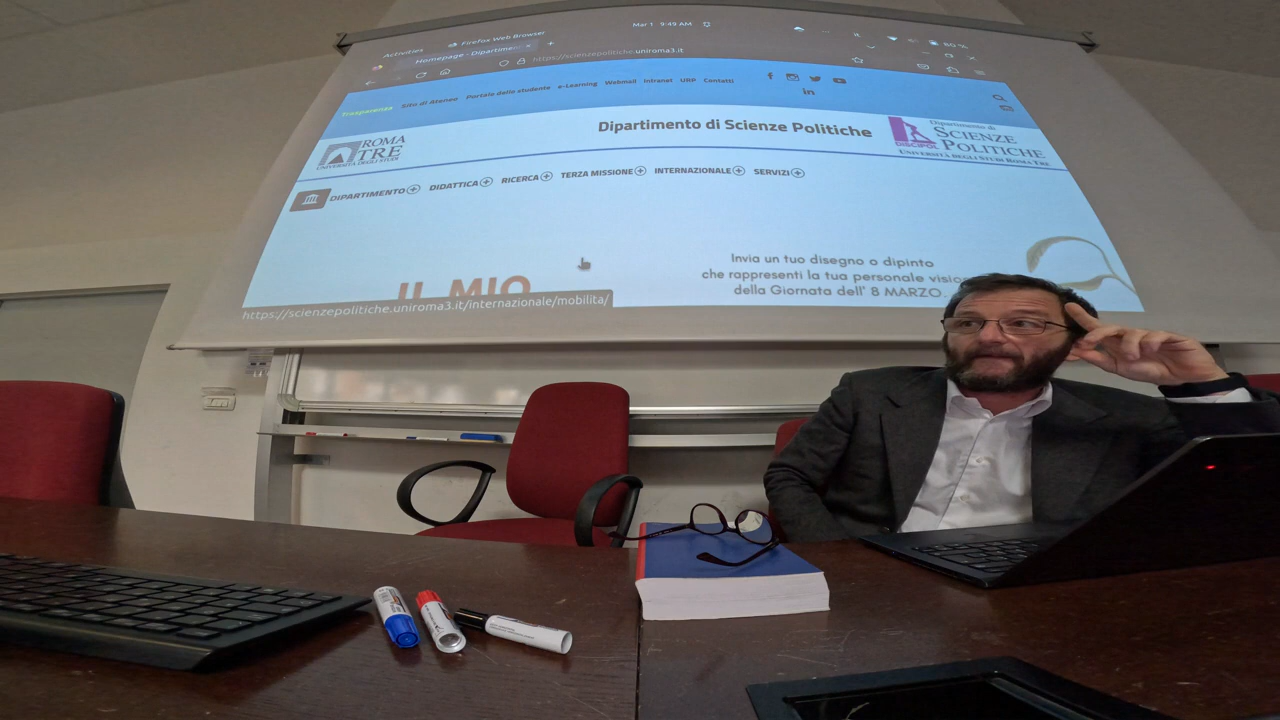 Mar 1 9:49 AM
Activities
Firefox Web Browser
80 %
Homepage - Dipartime
https://scienzepolitiche.uniroma3.it
Trasparenza Sito di Ateneo Portale dello studente e-Learning Webmail Intranet URP Contatti
ROMA
TRE
UNIVERSITÀ DEGLI STUDI
Dipartimento di Scienze Politiche
DISCIPOL
Dipartimento di
SCIENZE
POLITICHE
UNIVERSITÀ DEGLI STUDI ROMA TRE
DIPARTIMENTO DIDATTICA RICERCA TERZA MISSIONE INTERNAZIONALE SERVIZI
IL MIO
Invia un tuo disegno o dipinto
che rappresenti la tua personale visio
della Giornata dell' 8 MARZO.
https://scienzepolitiche.uniroma3.it/internazionale/mobilita/